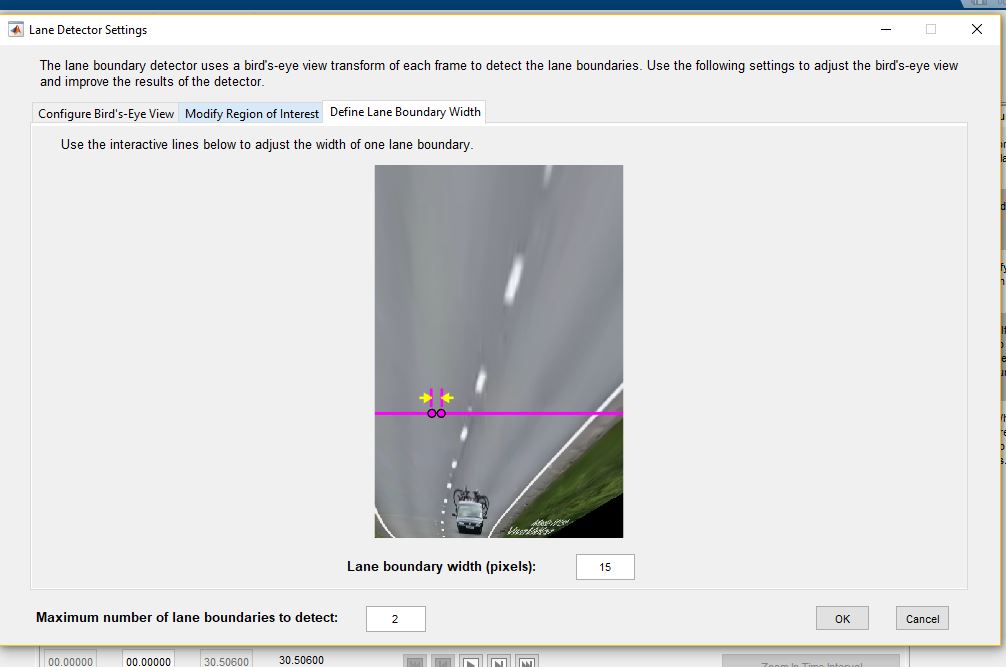 Lane Detector Settings
The lane boundary detector uses a bird's-eye view transform of each frame to detect the lane boundaries. Use the following settings to adjust the bird's-eye view
and improve the results of the detector.
Configure Bird's-Eye View Modify Region of Interest Define Lane Boundary Width
Use the interactive lines below to adjust the width of one lane boundary.
Lane boundary width (pixels): 15
Maximum number of lane boundaries to detect: 2 OK Cancel
00.00000 00.00000 30.50600 30.50600 Zoom In Time Interval